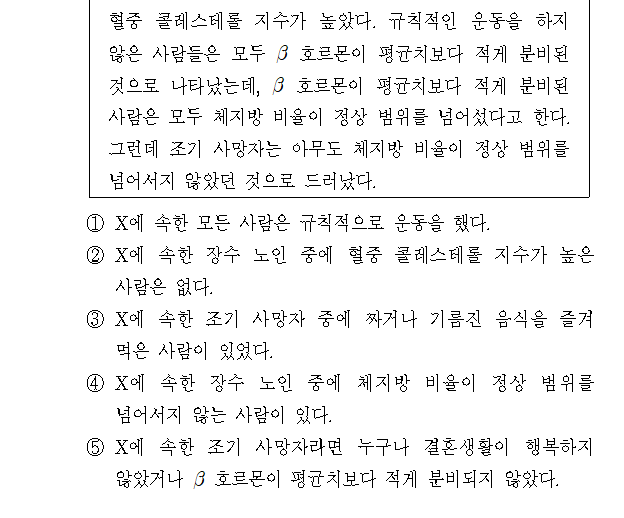 혈중 콜레스테롤 지수가 높았다. 규칙적인 운동을 하지
않은 사람들은 모두 β 호르몬이 평균치보다 적게 분비된
것으로 나타났는데, β 호르몬이 평균치보다 적게 분비된
사람은 모두 체지방 비율이 정상 범위를 넘어섰다고 한다.
그런데 조기 사망자는 아무도 체지방 비율이 정상 범위를
넘어서지 않았던 것으로 드러났다.
① X에 속한 모든 사람은 규칙적으로 운동을 했다.
② X에 속한 장수 노인 중에 혈중 콜레스테롤 지수가 높은
사람은 없다.
③ X에 속한 조기 사망자 중에 짜거나 기름진 음식을 즐겨
먹은 사람이 있었다.
④ X에 속한 장수 노인 중에 체지방 비율이 정상 범위를
넘어서지 않는 사람이 있다.
⑤ X에 속한 조기 사망자라면 누구나 결혼생활이 행복하지
않았거나 β 호르몬이 평균치보다 적게 분비되지 않았다.